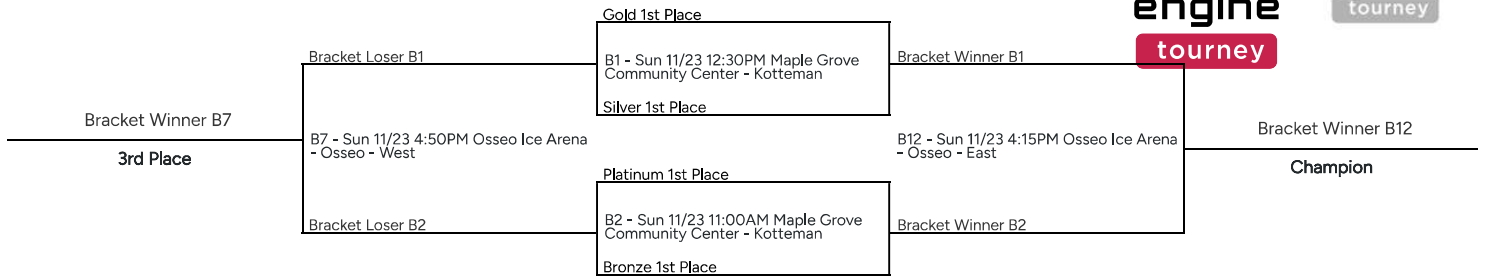 Gold 1st Place
engine
tourney
tourney
Bracket Loser B1
B1 - Sun 11/23 12:30PM Maple Grove
Community Center - Kotteman
Bracket Winner B1
Silver 1st Place
Bracket Winner B7
3rd Place
B7 - Sun 11/23 4:50PM Osseo Ice Arena
- Osseo - West
B12 - Sun 11/23 4:15PM Osseo Ice Arena
- Osseo - East
Bracket Winner B12
Champion
Platinum 1st Place
Bracket Loser B2
B2 - Sun 11/23 11:00AM Maple Grove
Community Center - Kotteman
Bracket Winner B2
Bronze 1st Place